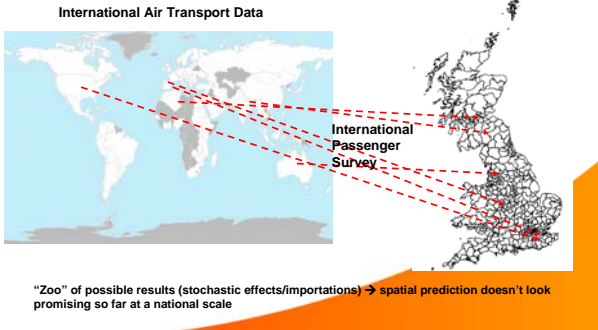 International Air Transport Data
International
Passenger
Survey
“Zoo” of possible results (stochastic effects/importations) → spatial prediction doesn’t look
promising so far at a national scale